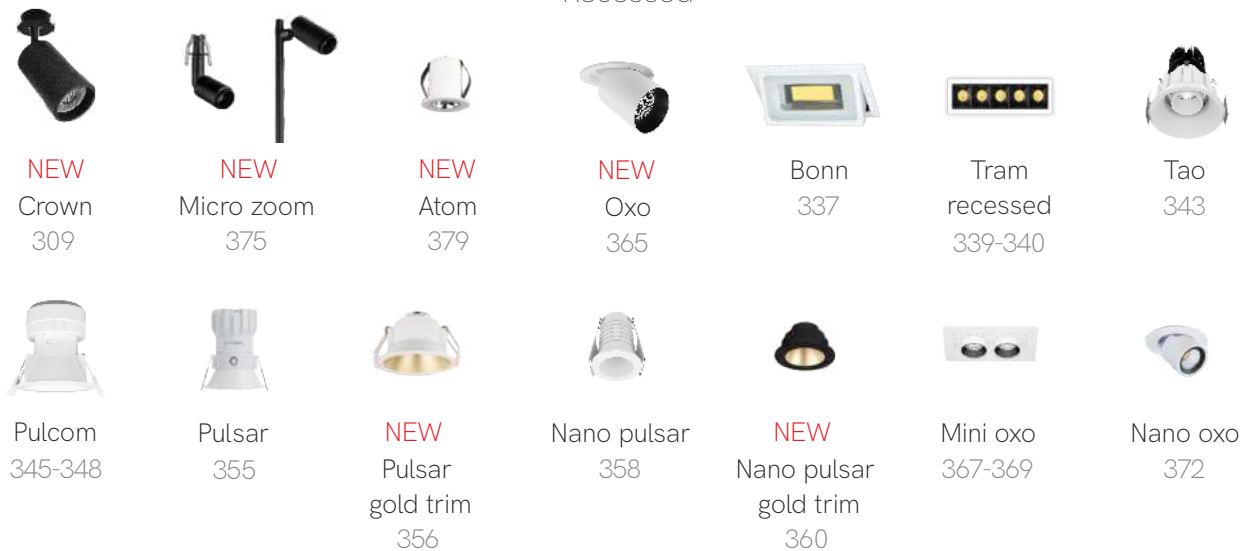 NEW
Crown
309
NEW
Micro zoom
375
NEW
Atom
379
NEW
Oxo
365
Bonn
337
Tram
recessed
339-340
Tao
343
Pulcom
345-348
Pulsar
355
NEW
Pulsar
gold trim
356
Nano pulsar
358
NEW
Nano pulsar
gold trim
360
Mini oxo
367-369
Nano oxo
372